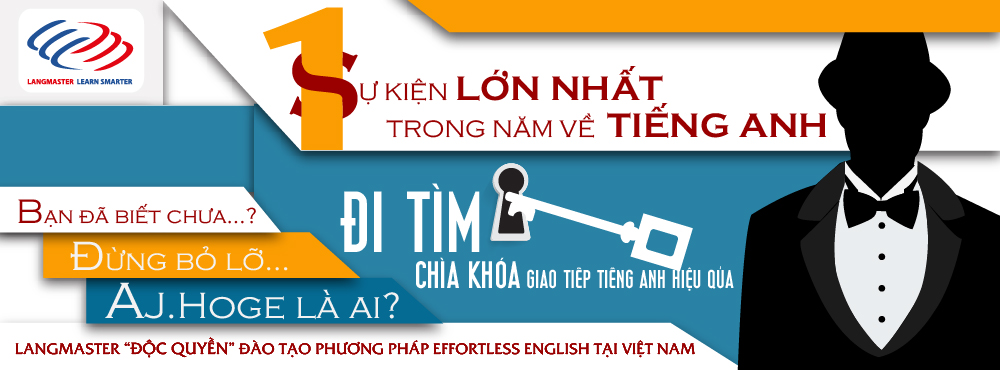 LANGMASTER LEARN SMARTER
1 SỰ KIỆN LỚN NHẤT
TRONG NĂM VỀ TIẾNG ANH
BẠN ĐÃ BIẾT CHƯA...?
ĐỪNG BỎ LỠ...
AJ.HOGE LÀ AI?
ĐI TÌM
CHÌA KHÓA GIAO TIẾP TIẾNG ANH HIỆU QỦA
LANGMASTER “ĐỘC QUYỀN” ĐÀO TẠO PHƯƠNG PHÁP EFFORTLESS ENGLISH TẠI VIỆT NAM